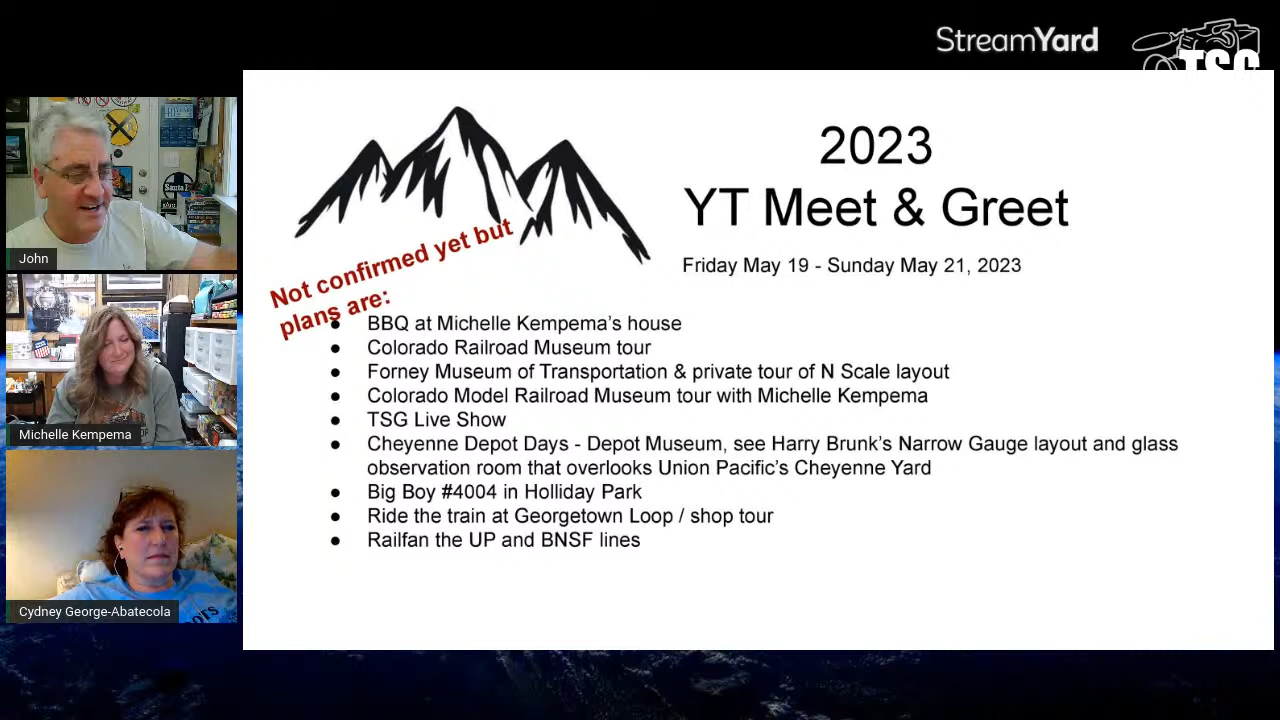 StreamYard
TSG
2023
YT Meet & Greet
Friday May 19 - Sunday May 21, 2023
Not confirmed yet but
plans are:
● BBQ at Michelle Kempema’s house
● Colorado Railroad Museum tour
● Forney Museum of Transportation & private tour of N Scale layout
● Colorado Model Railroad Museum tour with Michelle Kempema
● TSG Live Show
● Cheyenne Depot Days - Depot Museum, see Harry Brunk’s Narrow Gauge layout and glass
observation room that overlooks Union Pacific’s Cheyenne Yard
● Big Boy #4004 in Holliday Park
● Ride the train at Georgetown Loop / shop tour
● Railfan the UP and BNSF lines
Santa Fe
John
Michelle Kempema
Cydney George-Abatecola